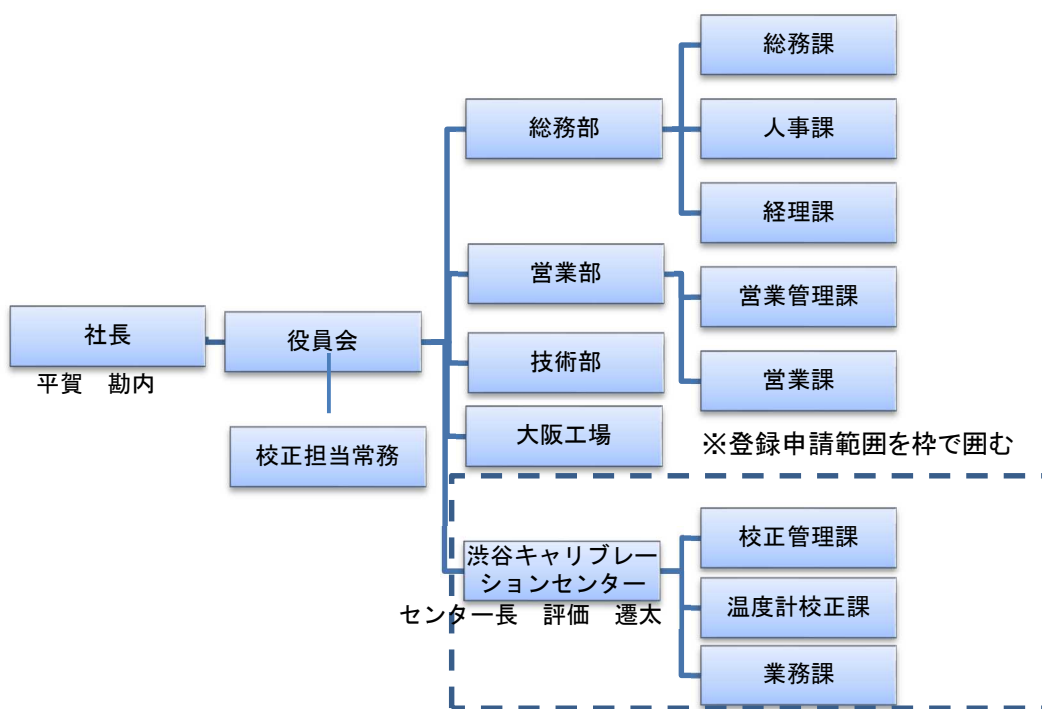 総務課
総務部
人事課
経理課
営業部
営業管理課
社長
役員会
技術部
営業課
平賀　勘内
校正担当常務
大阪工場
※登録申請範囲を枠で囲む
渋谷キャリブレー
ションセンター
センター長　評価　遷太
校正管理課
温度計校正課
業務課